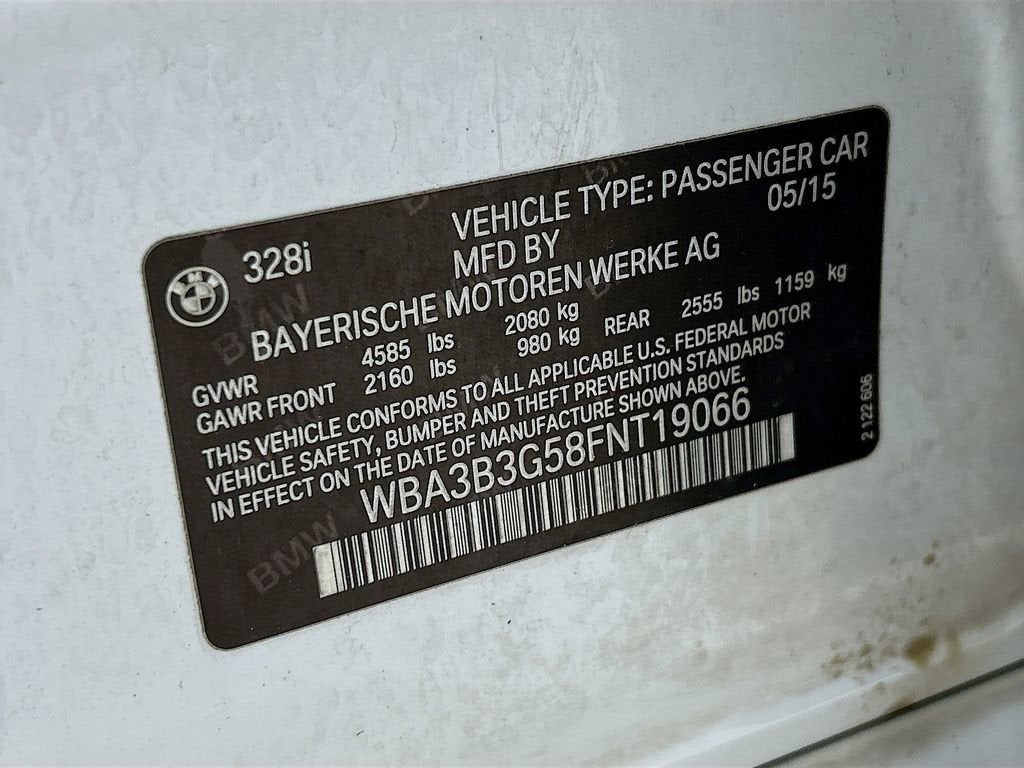 328i
VEHICLE TYPE: PASSENGER CAR
MFD BY 05/15
BAYERISCHE MOTOREN WERKE AG
GVWR 4585 lbs 2080 kg
GAWR FRONT 2160 lbs 980 kg REAR 2555 lbs 1159 kg
THIS VEHICLE CONFORMS TO ALL APPLICABLE U.S. FEDERAL MOTOR
VEHICLE SAFETY, BUMPER AND THEFT PREVENTION STANDARDS
IN EFFECT ON THE DATE OF MANUFACTURE SHOWN ABOVE.
WBA3B3G58FNT19066
2 122 606
BMW
BMW
BMW